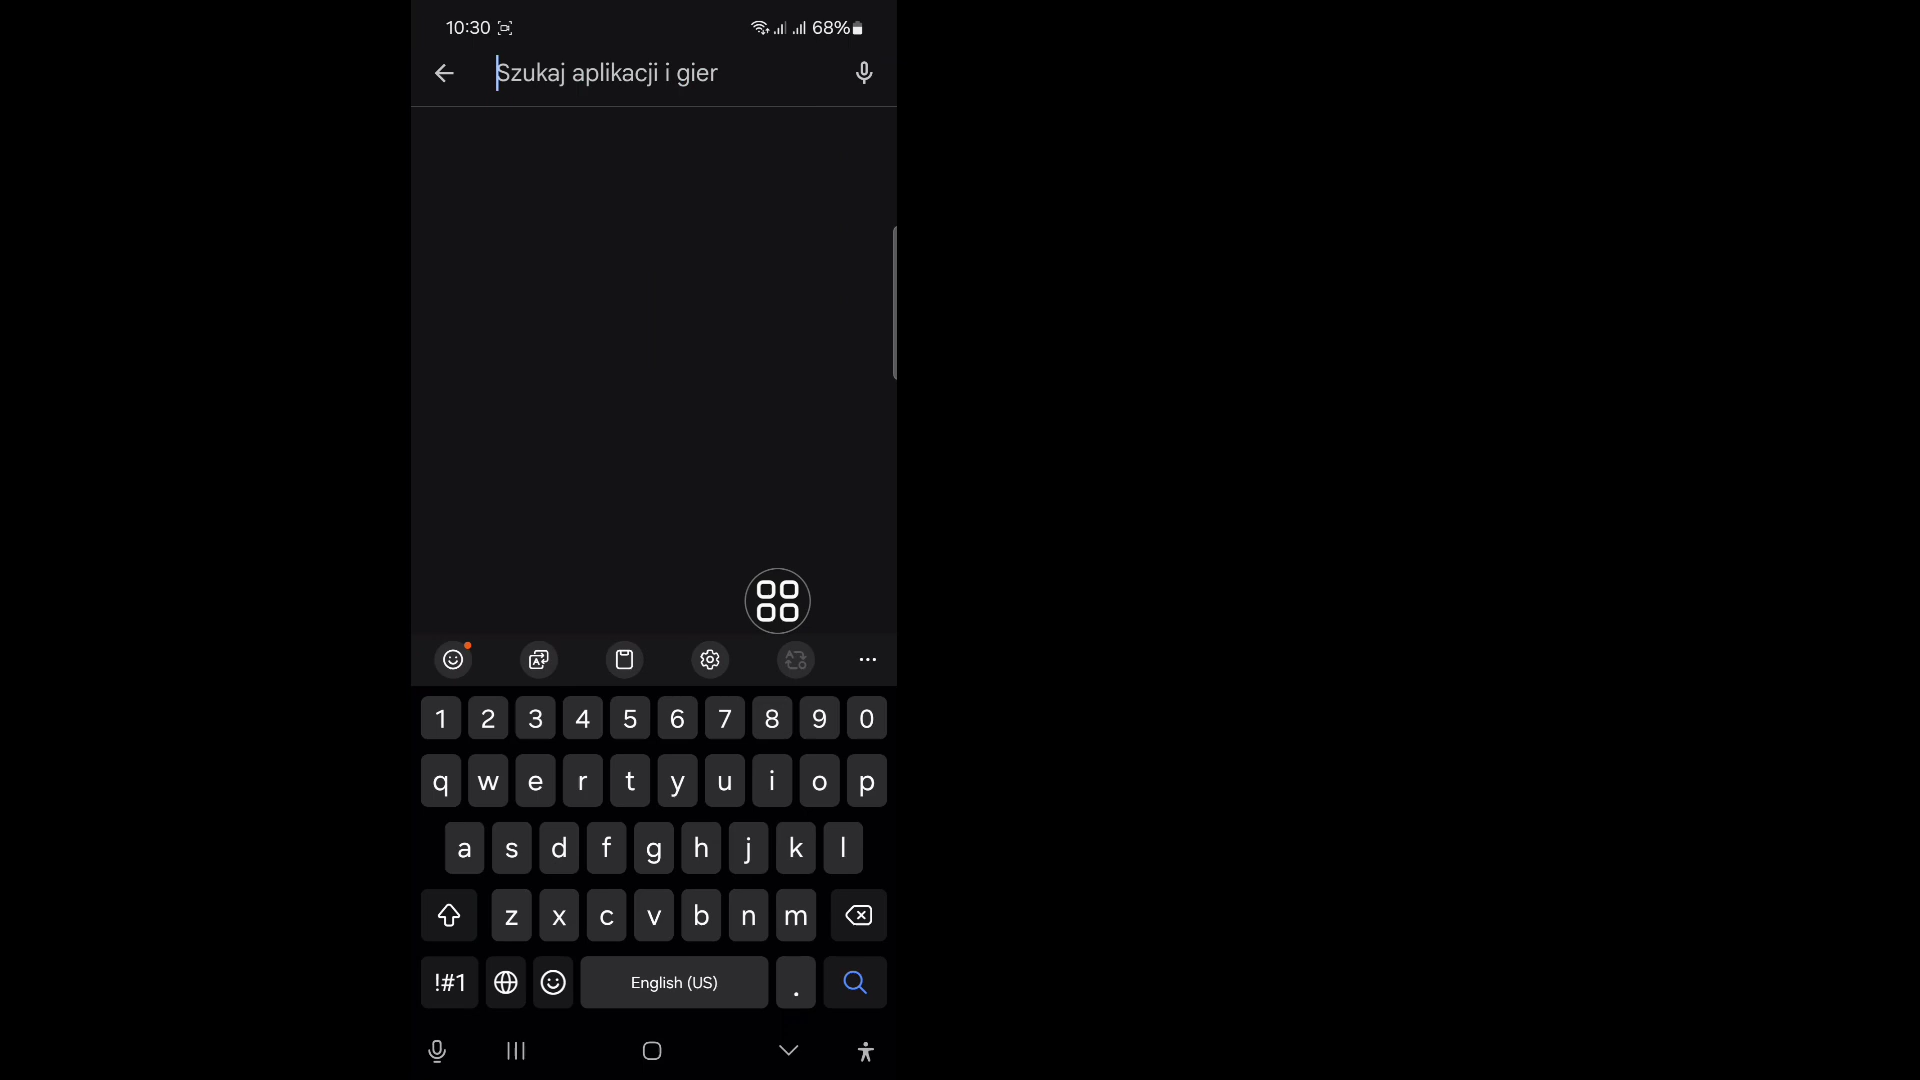 10:30 68%
Szukaj aplikacji i gier
1 2 3 4 5 6 7 8 9 0
q w e r t y u i o p
a s d f g h j k l
z x c v b n m
!#1 English (US) .